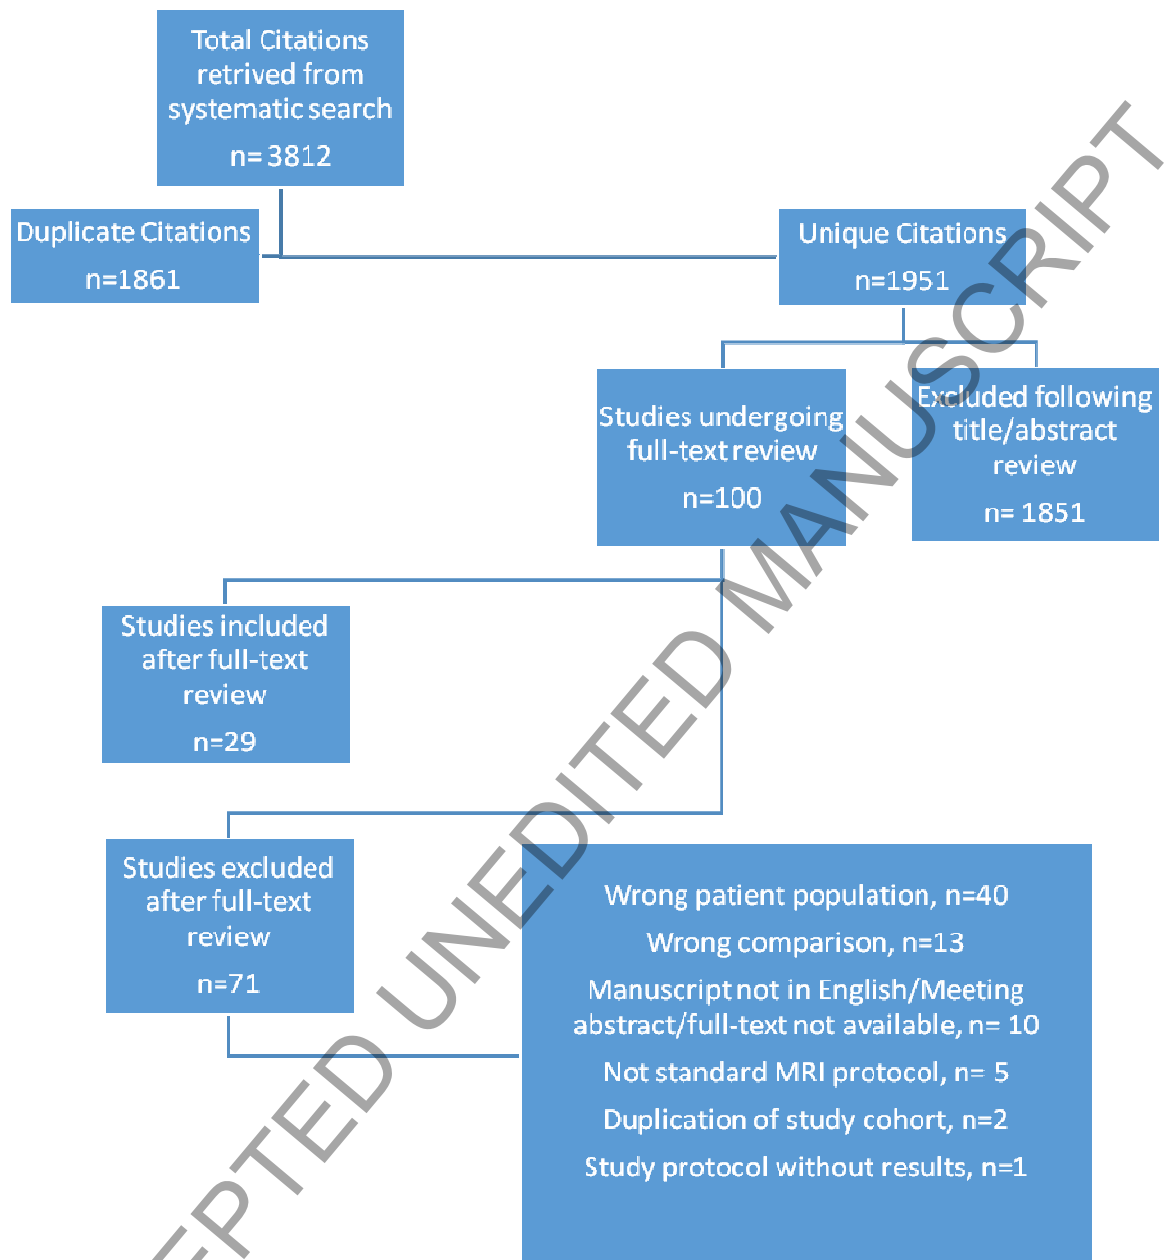 Total Citations
retrived from
systematic search
n= 3812
Duplicate Citations
n=1861
Unique Citations
n=1951
Studies undergoing
full-text review
n=100
Excluded following
title/abstract
review
n= 1851
Studies included
after full-text
review
n=29
Studies excluded
after full-text
review
n=71
Wrong patient population, n=40
Wrong comparison, n=13
Manuscript not in English/Meeting
abstract/full-text not available, n= 10
Not standard MRI protocol, n= 5
Duplication of study cohort, n=2
Study protocol without results, n=1
EPTED UNEDITED MANUSCRIPT